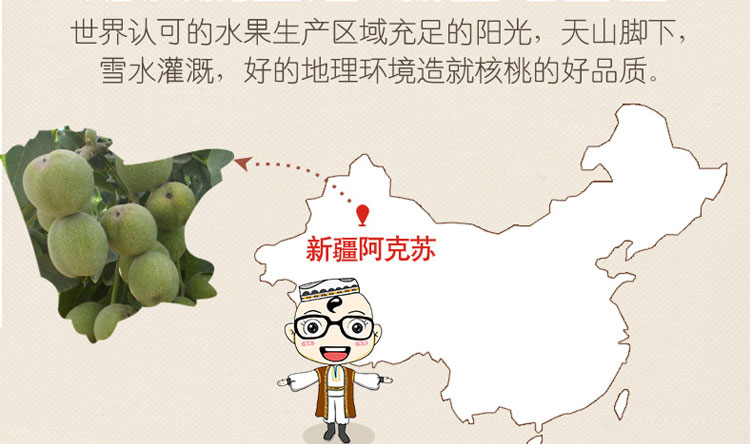 世界认可的水果生产区域充足的阳光，天山脚下，
雪水灌溉，好的地理环境造就核桃的好品质。
新疆阿克苏